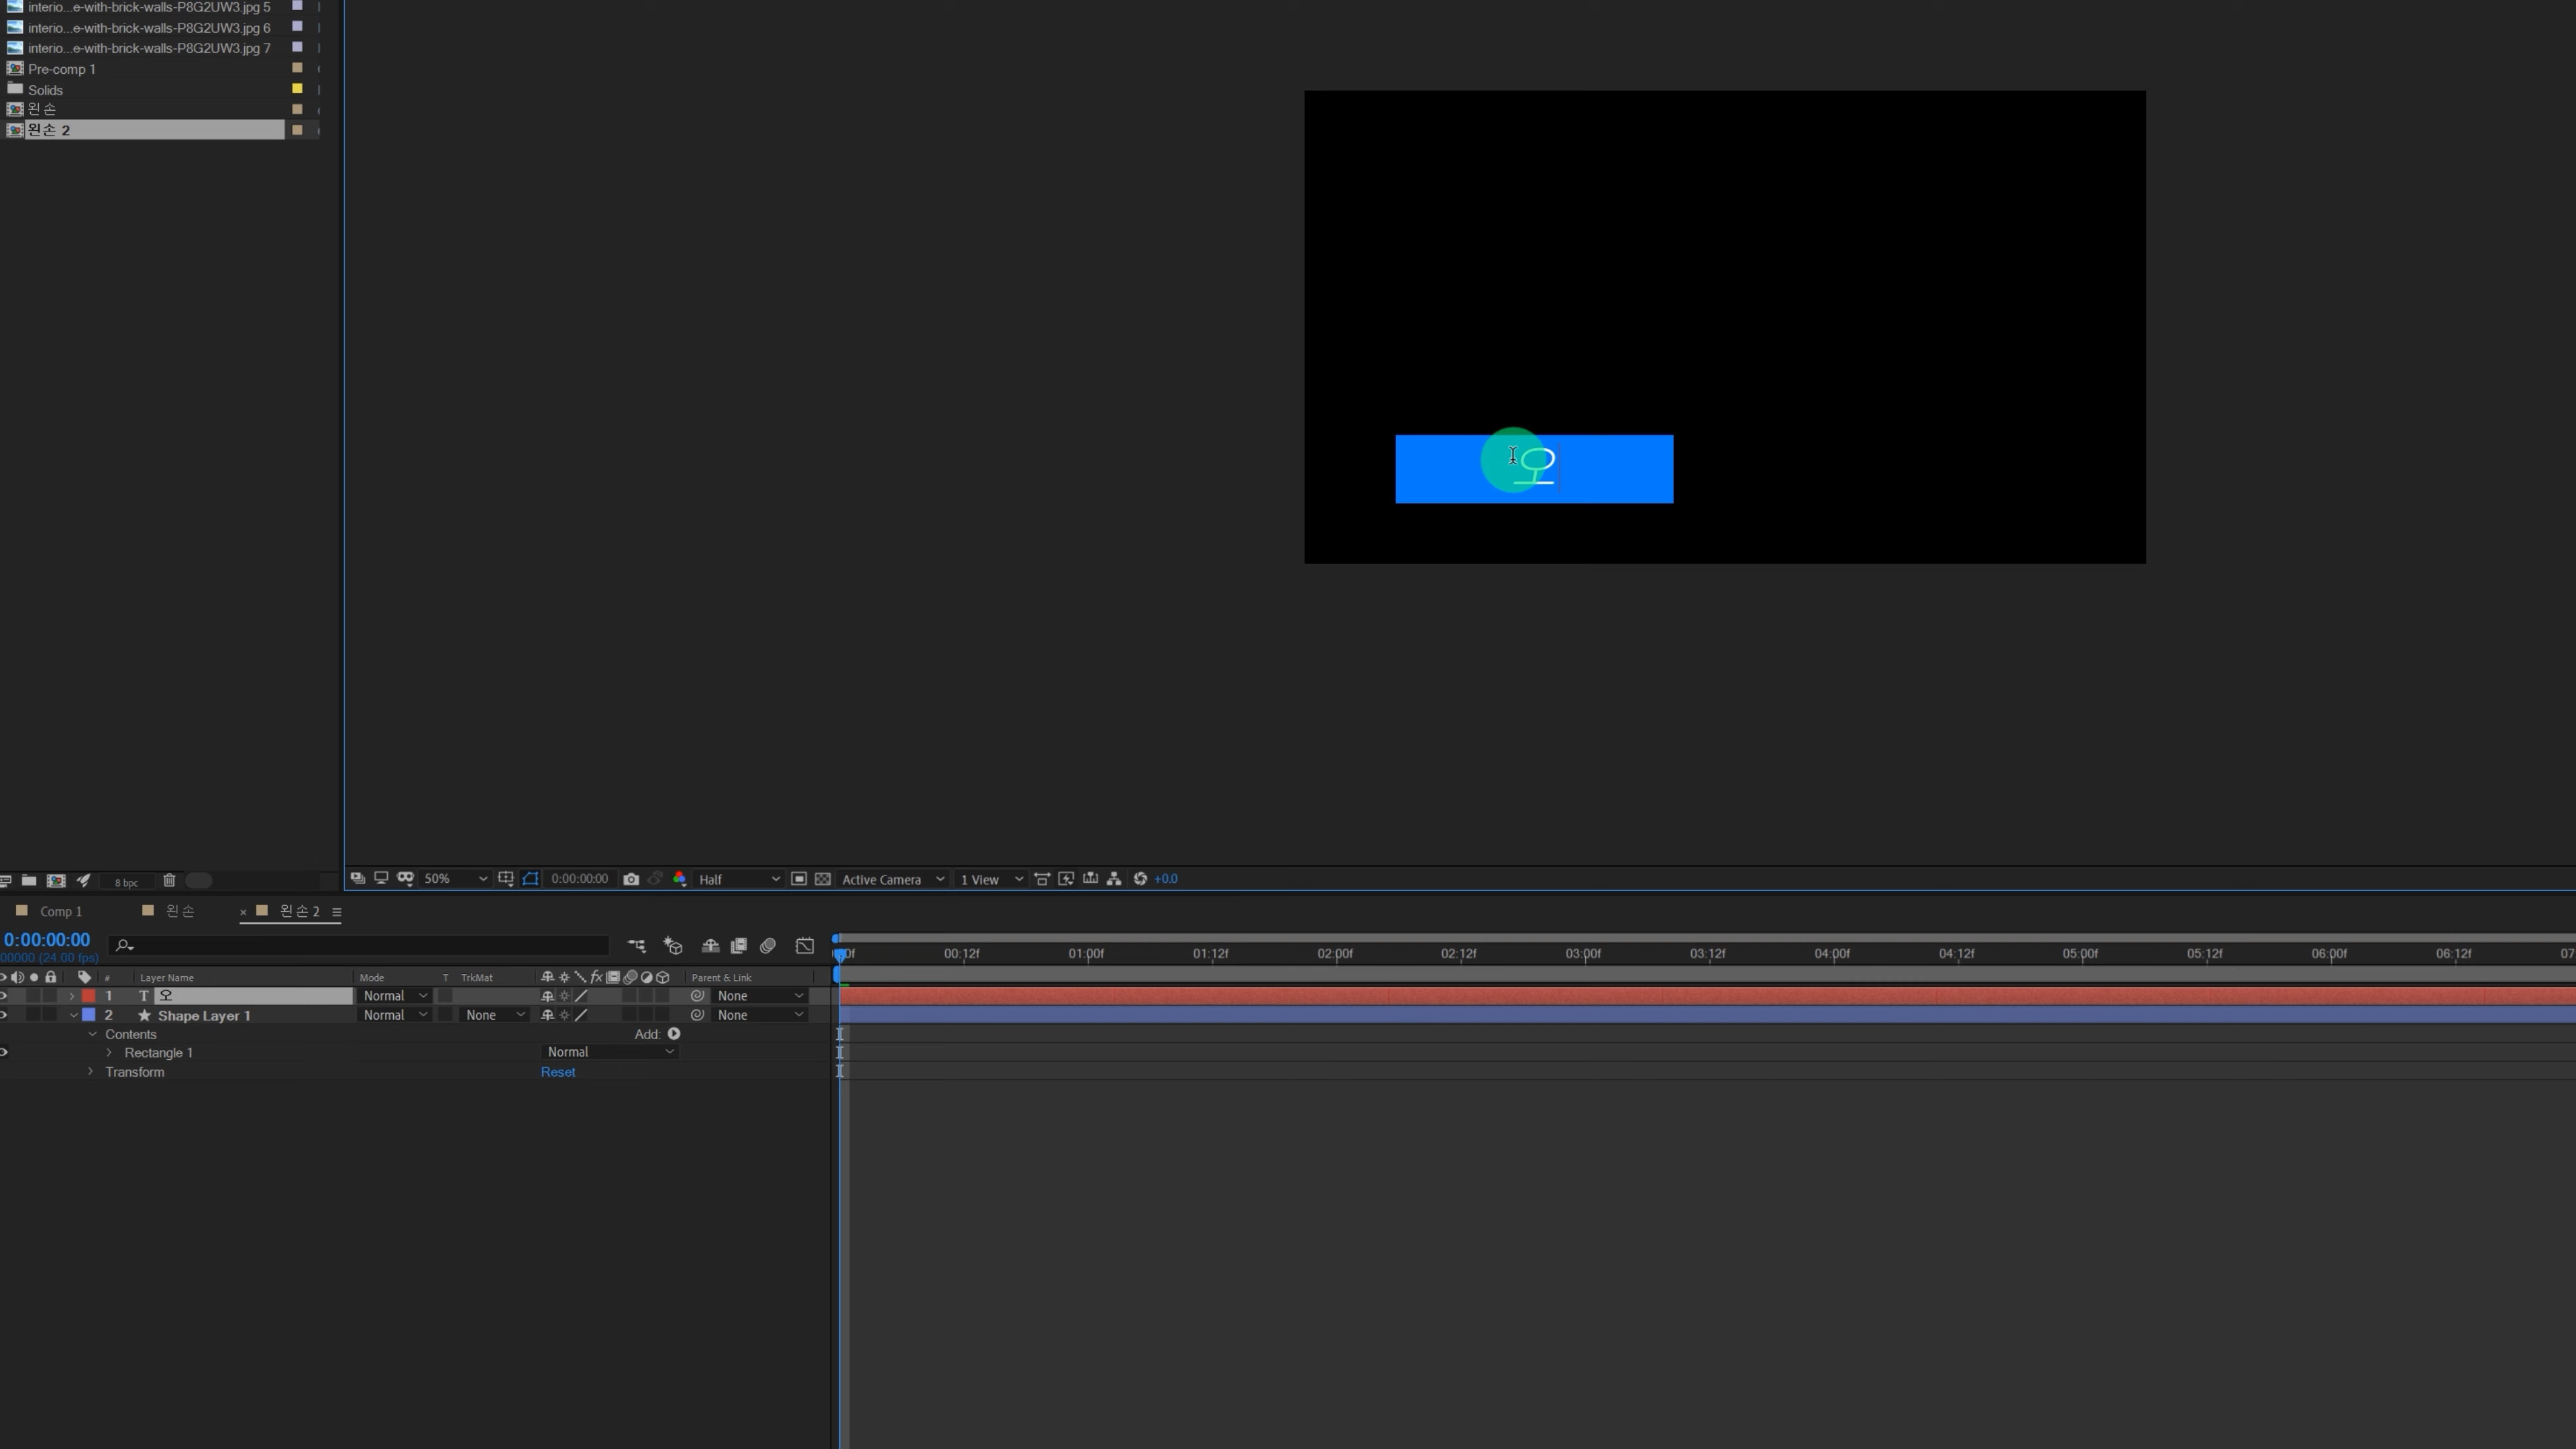 interio...e-with-brick-walls-P8G2UW3.jpg 5
interio...e-with-brick-walls-P8G2UW3.jpg 6
interio...e-with-brick-walls-P8G2UW3.jpg 7
Pre-comp 1
Solids
왼손
왼손 2
오
50%
0:00:00:00
Half
Active Camera
1 View
+0.0
8 bpc
Comp 1
왼손
왼손 2
0:00:00:00
00000 (24.00 fps)
00:12f
01:00f
01:12f
02:00f
02:12f
03:00f
03:12f
04:00f
04:12f
05:00f
05:12f
06:00f
06:12f
07
# Layer Name Mode T TrkMat Parent & Link
1 T 오 Normal None
2 Shape Layer 1 Normal None None
Contents Add:
Rectangle 1 Normal
Transform Reset